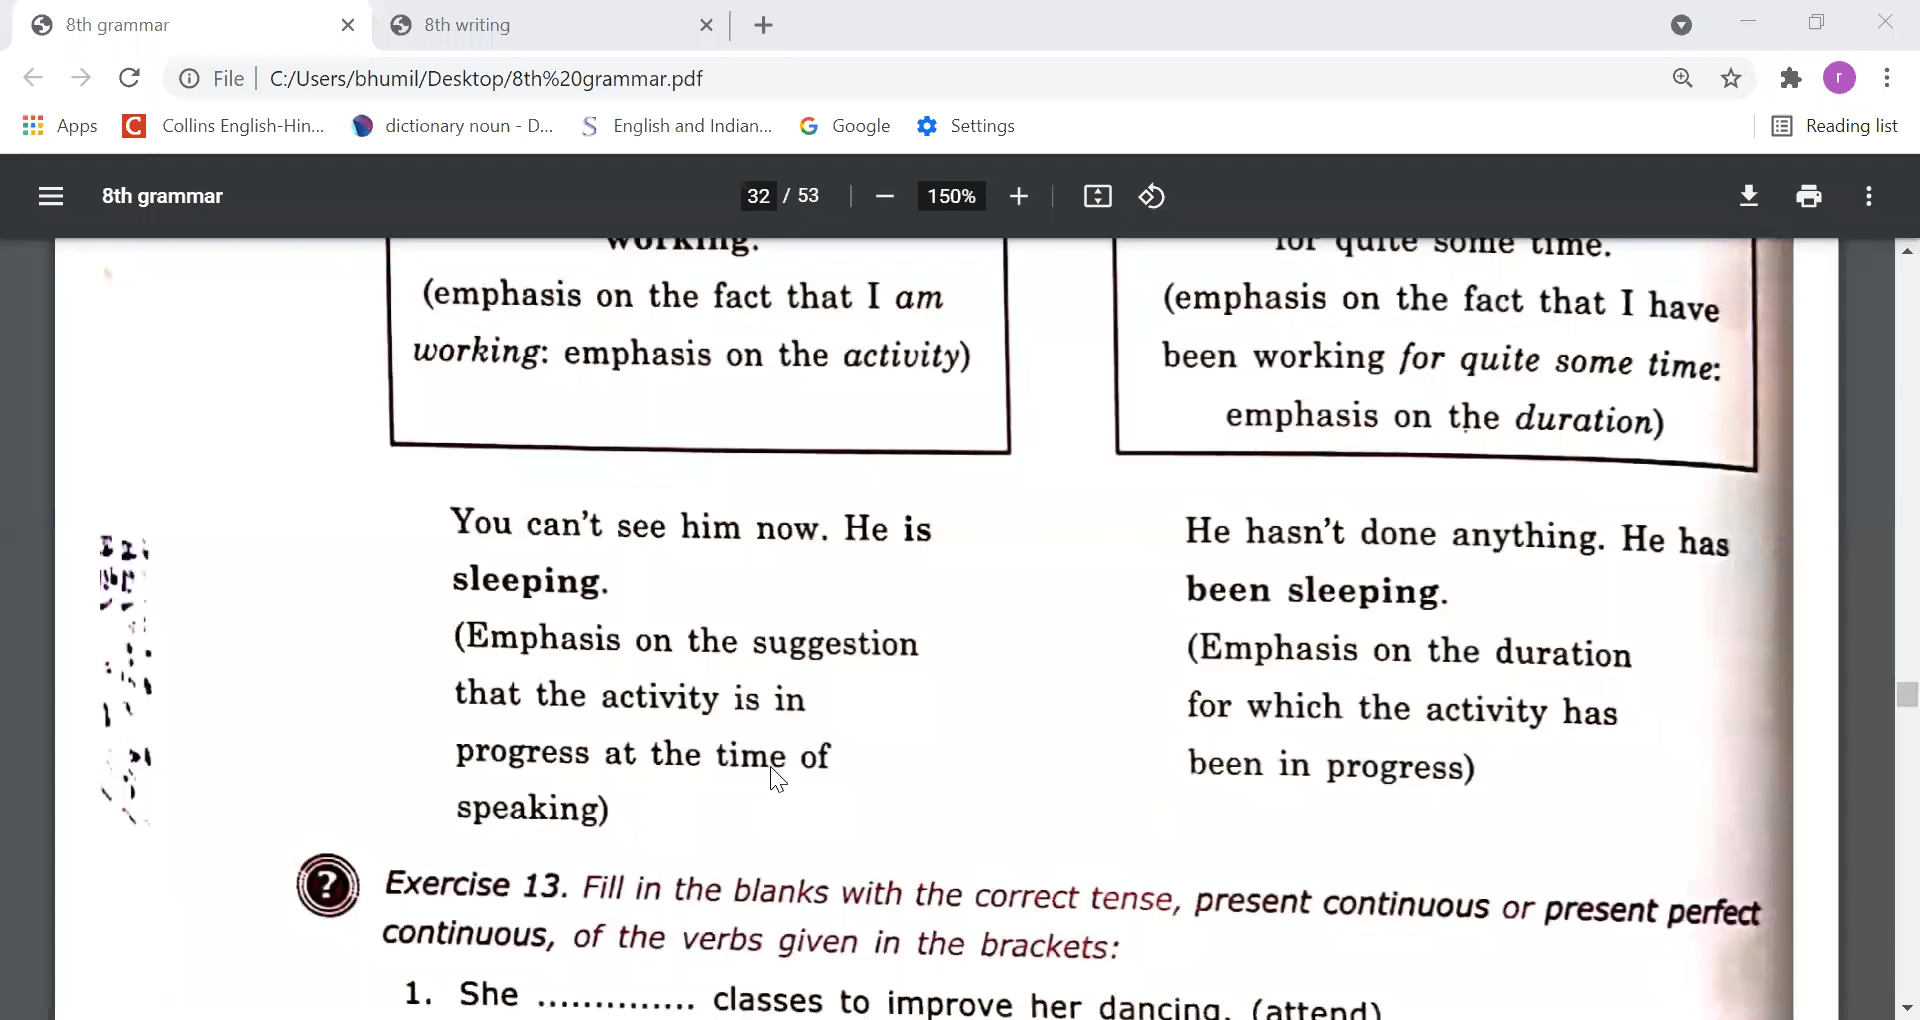 8th grammar
8th writing
File
C:/Users/bhumil/Desktop/8th%20grammar.pdf
r
Apps
Collins English-Hin...
dictionary noun - D...
English and Indian...
Google
Settings
Reading list
8th grammar
32 / 53
150%
working.
(emphasis on the fact that I am
working: emphasis on the activity)
for quite some time.
(emphasis on the fact that I have
been working for quite some time:
emphasis on the duration)
You can't see him now. He is
sleeping.
(Emphasis on the suggestion
that the activity is in
progress at the time of
speaking)
He hasn't done anything. He has
been sleeping.
(Emphasis on the duration
for which the activity has
been in progress)
? Exercise 13. Fill in the blanks with the correct tense, present continuous or present perfect
continuous, of the verbs given in the brackets:
1. She .............. classes to improve her dancing. (attend)